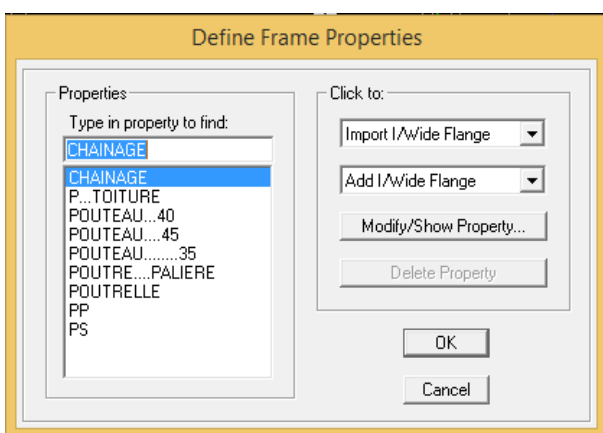 Define Frame Properties
Properties
Type in property to find:
CHAINAGE
CHAINAGE
P...TOITURE
POUTEAU...40
POUTEAU....45
POUTEAU........35
POUTRE....PALIERE
POUTRELLE
PP
PS
Click to:
Import I/Wide Flange
Add I/Wide Flange
Modify/Show Property...
Delete Property
OK
Cancel